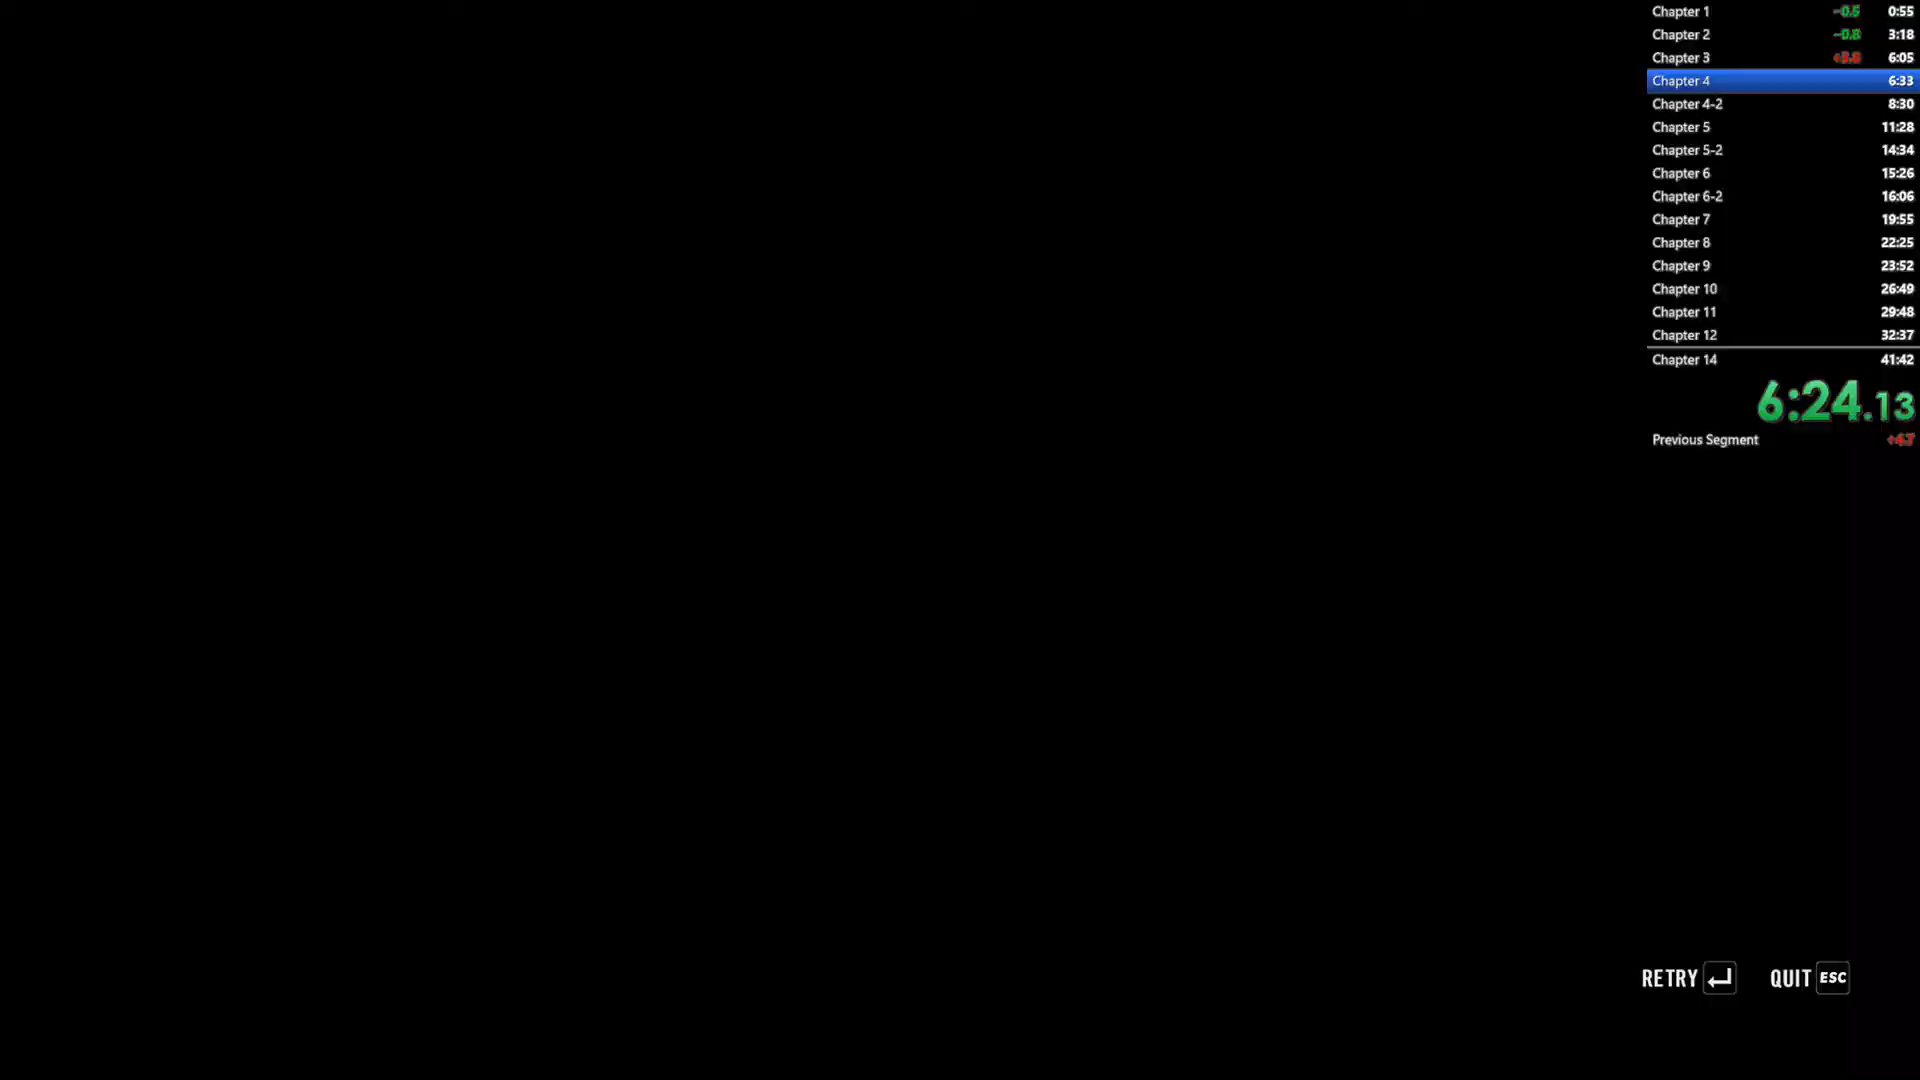 Chapter 1 -0.5 0:55
Chapter 2 -0.8 3:18
Chapter 3 6:05
Chapter 4 6:33
Chapter 4-2 8:30
Chapter 5 11:28
Chapter 5-2 14:34
Chapter 6 15:26
Chapter 6-2 16:06
Chapter 7 19:55
Chapter 8 22:25
Chapter 9 23:52
Chapter 10 26:49
Chapter 11 29:48
Chapter 12 32:37
Chapter 14 41:42
6:24.13
Previous Segment +4.7
RETRY QUIT ESC